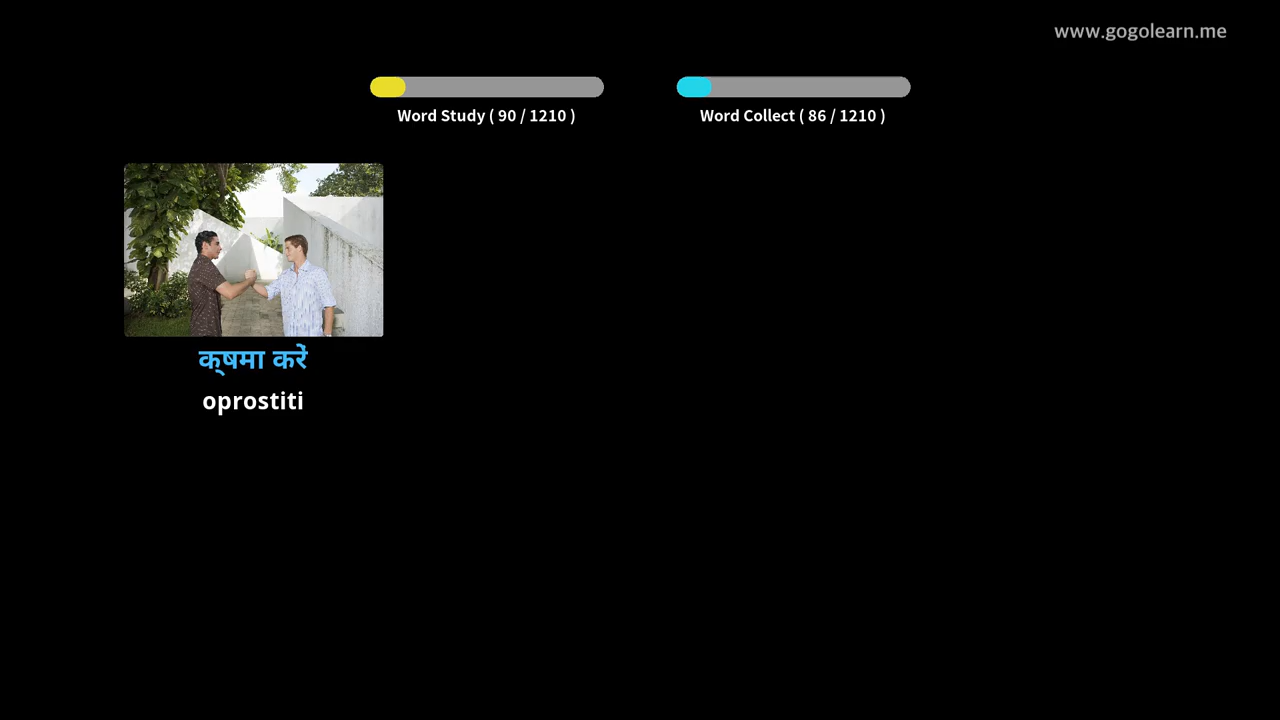 www.gogolearn.me
Word Study ( 90 / 1210 )
Word Collect ( 86 / 1210 )
क्षमा करें
oprostiti